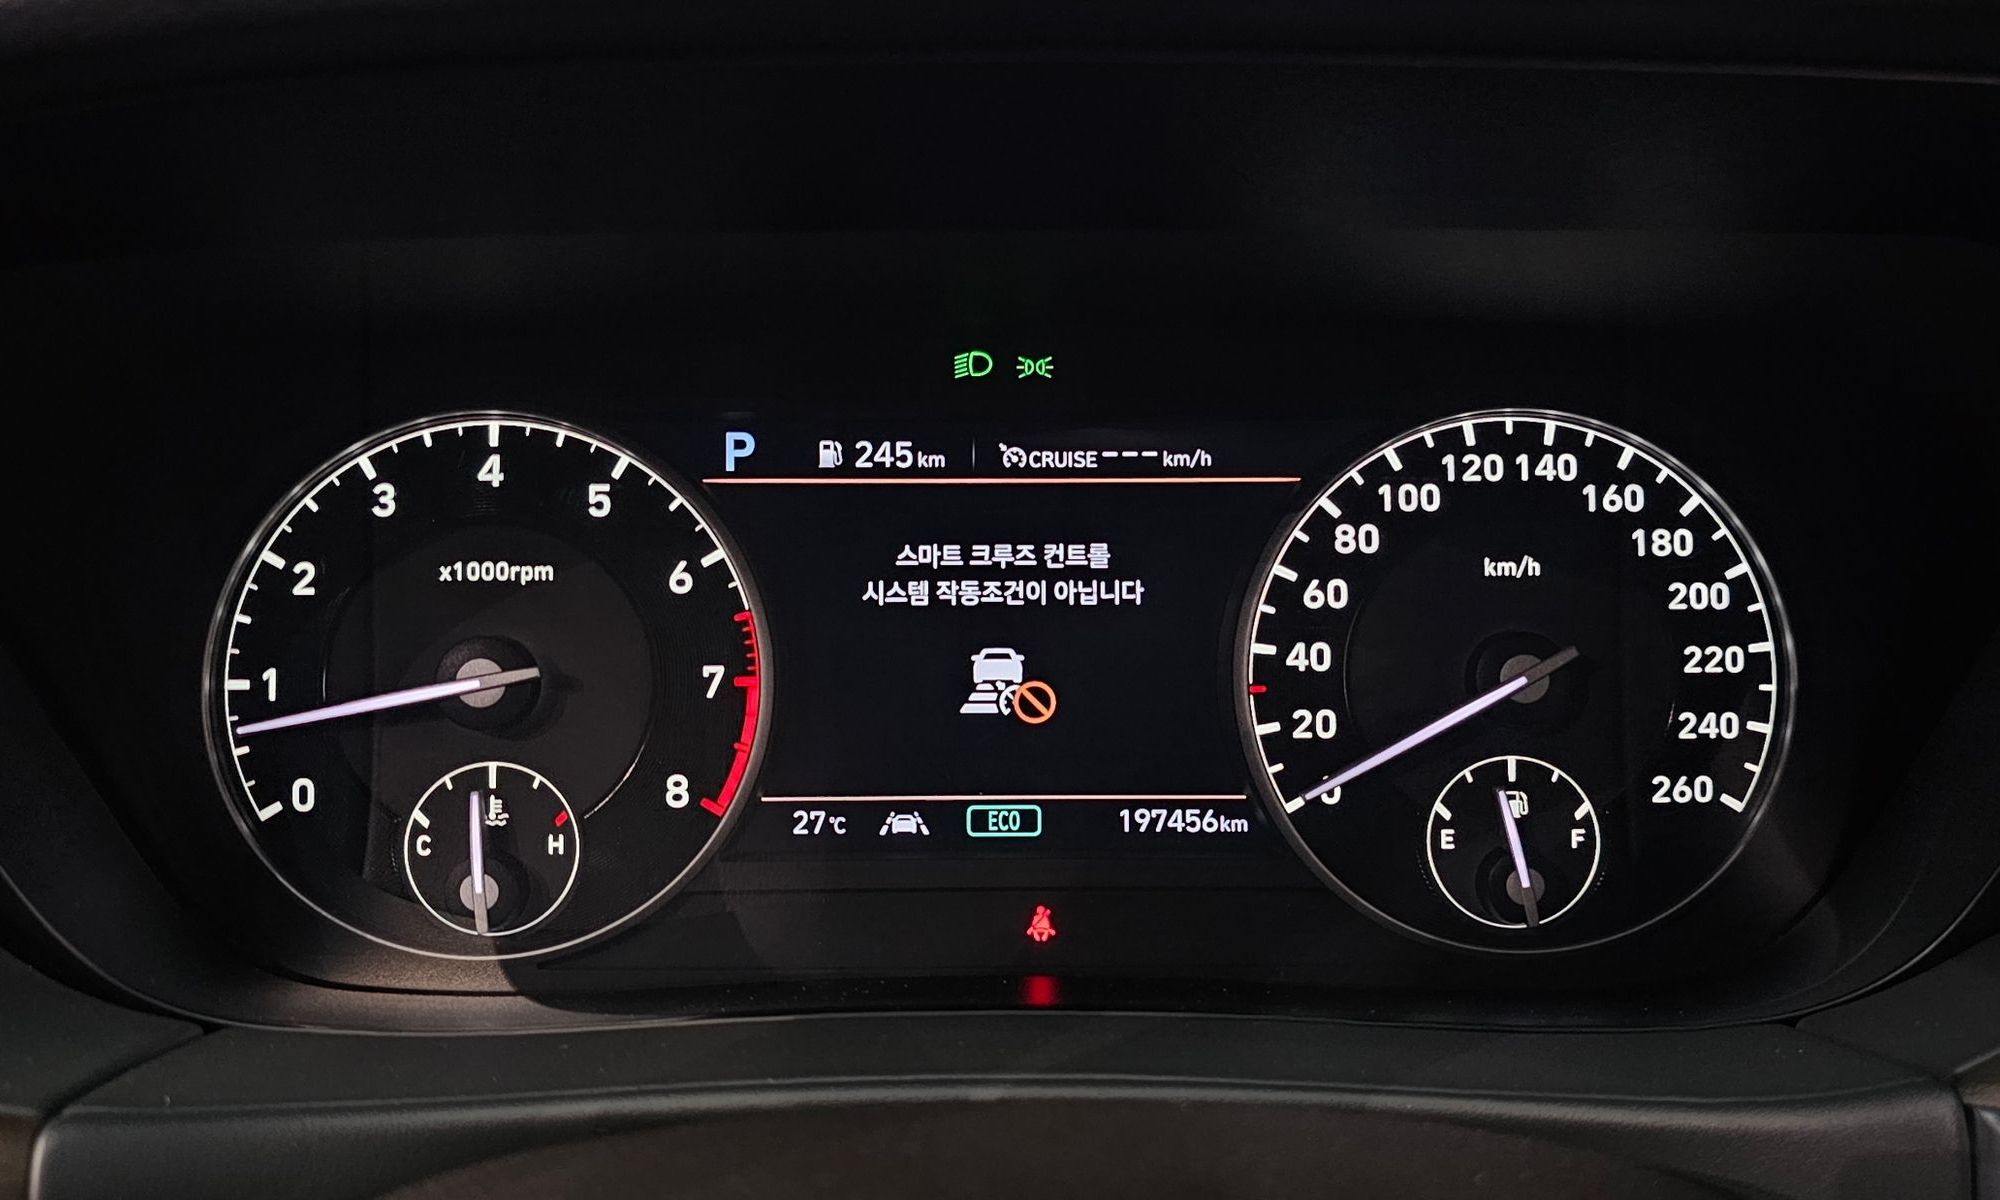 P 245km CRUISE---km/h
스마트 크루즈 컨트롤
시스템 작동조건이 아닙니다
27℃ ECO 197456km
x1000rpm
0 1 2 3 4 5 6 7 8
C H
km/h
0 20 40 60 80 100 120 140 160 180 200 220 240 260
E F